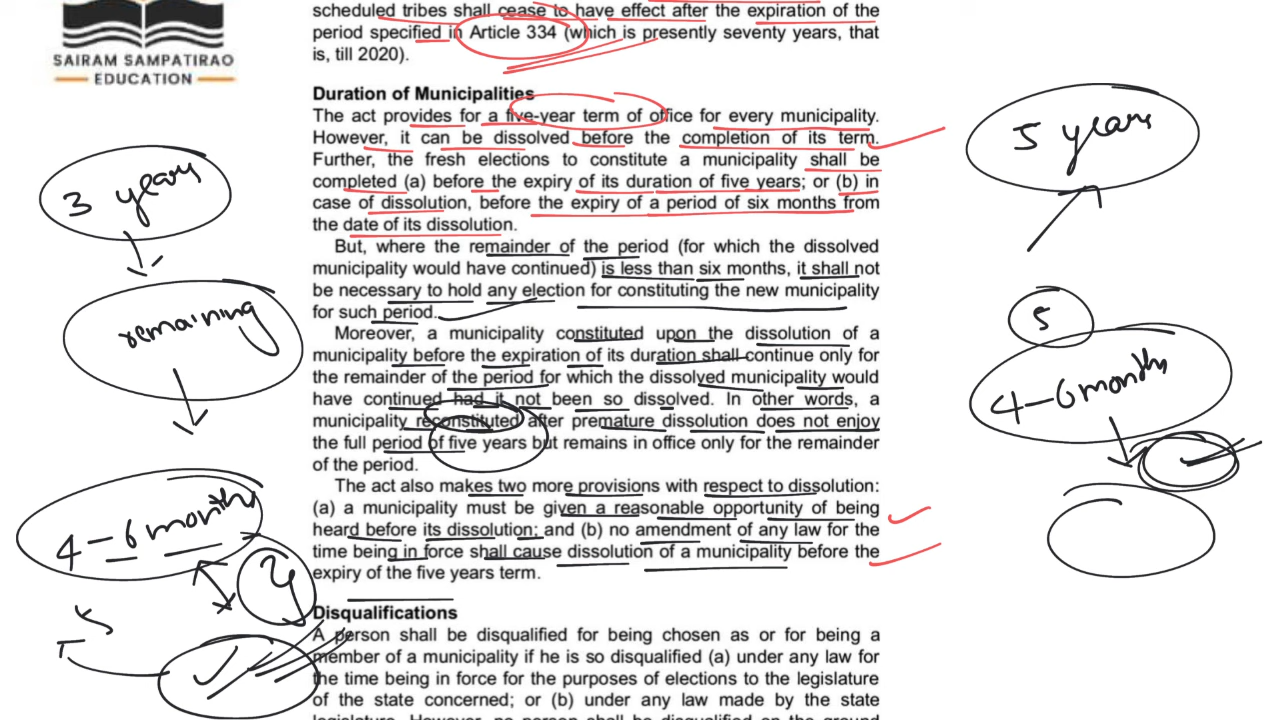 scheduled tribes shall cease to have effect after the expiration of the
period specified in Article 334 (which is presently seventy years, that
is, till 2020).
SAIRAM SAMPATIRAO
EDUCATION
Duration of Municipalities
The act provides for a five-year term of office for every municipality.
However, it can be dissolved before the completion of its term.
Further, the fresh elections to constitute a municipality shall be
completed (a) before the expiry of its duration of five years; or (b) in
case of dissolution, before the expiry of a period of six months from
the date of its dissolution.
But, where the remainder of the period (for which the dissolved
municipality would have continued) is less than six months, it shall not
be necessary to hold any election for constituting the new municipality
for such period.
Moreover, a municipality constituted upon the dissolution of a
municipality before the expiration of its duration shall continue only for
the remainder of the period for which the dissolved municipality would
have continued had it not been so dissolved. In other words, a
municipality reconstituted after premature dissolution does not enjoy
the full period of five years but remains in office only for the remainder
of the period.
The act also makes two more provisions with respect to dissolution:
(a) a municipality must be given a reasonable opportunity of being
heard before its dissolution; and (b) no amendment of any law for the
time being in force shall cause dissolution of a municipality before the
expiry of the five years term.
Disqualifications
A person shall be disqualified for being chosen as or for being a
member of a municipality if he is so disqualified (a) under any law for
the time being in force for the purposes of elections to the legislature
of the state concerned; or (b) under any law made by the state
legislature. However, no person shall be disqualified on the ground
3 years
remaining
4-6 months
5 years
5
4-6 months